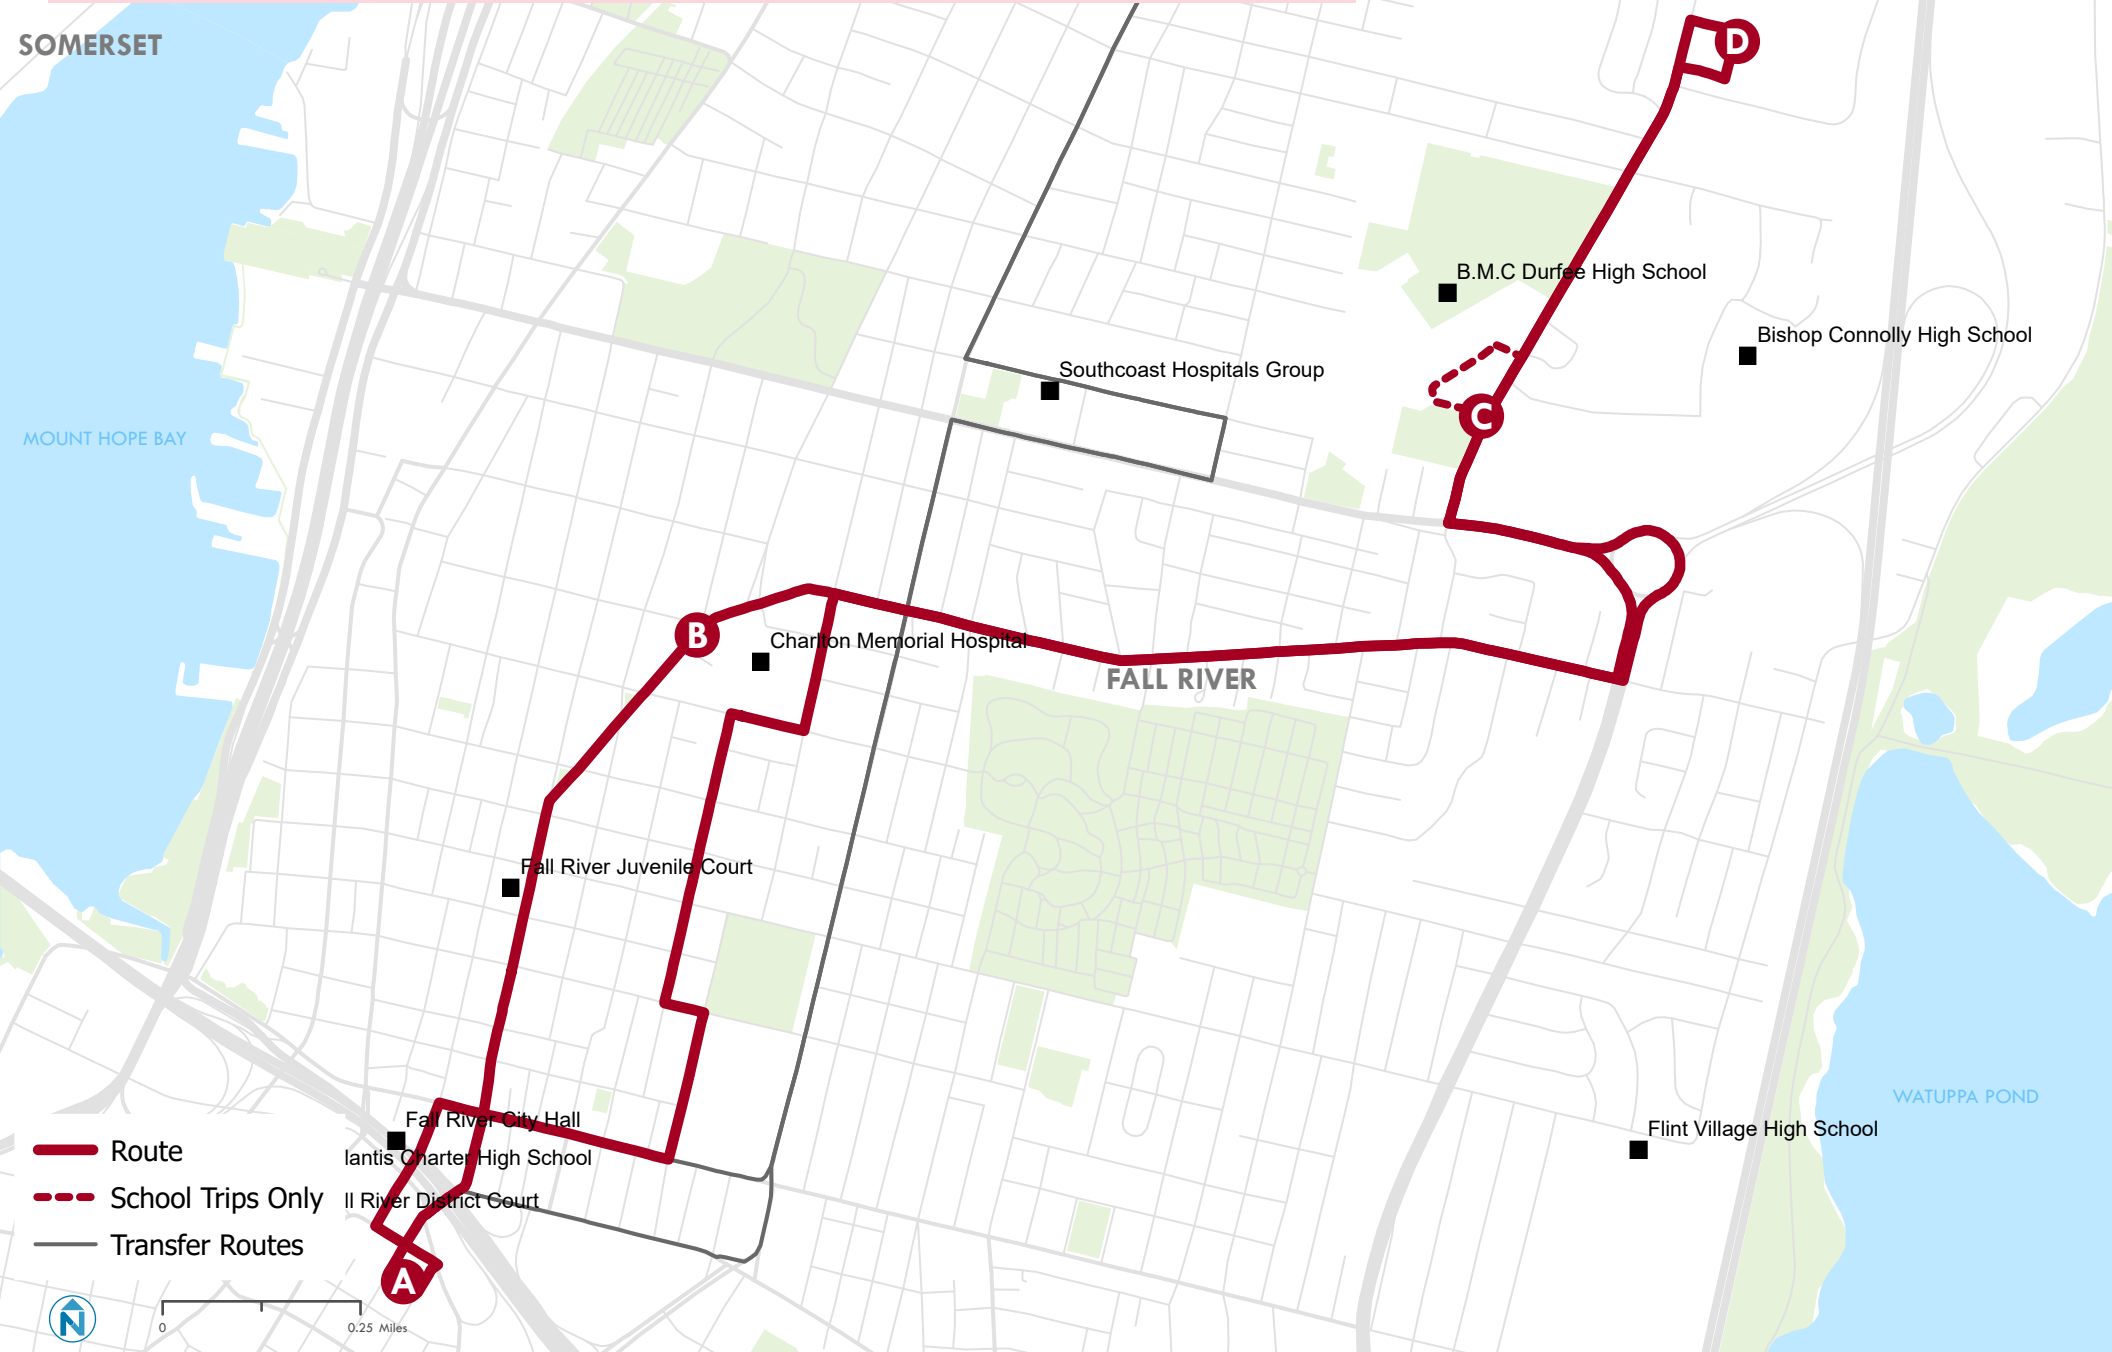 SOMERSET
D
B.M.C Durfee High School
Bishop Connolly High School
Southcoast Hospitals Group
C
MOUNT HOPE BAY
B
Charlton Memorial Hospital
FALL RIVER
Fall River Juvenile Court
WATUPPA POND
Fall River City Hall
Flint Village High School
lantis Charter High School
ll River District Court
Route
School Trips Only
Transfer Routes
A
N
0
0.25 Miles